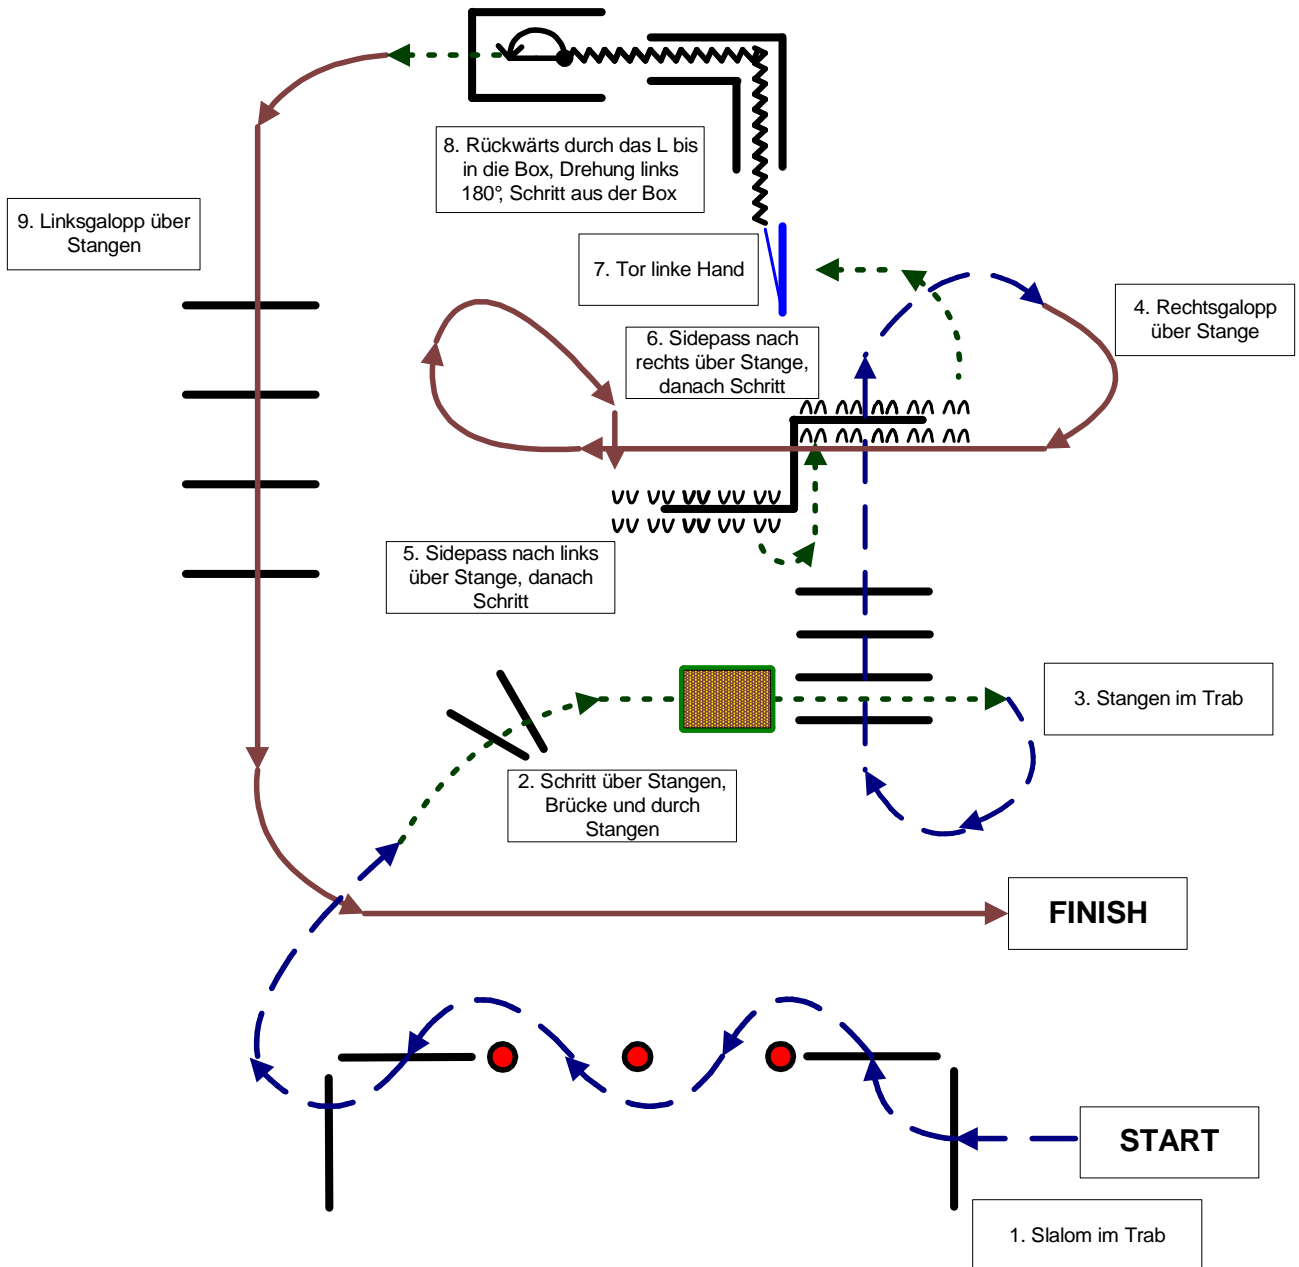 8. Rückwärts durch das L bis
in die Box, Drehung links
180°, Schritt aus der Box
9. Linksgalopp über
Stangen
7. Tor linke Hand
4. Rechtsgalopp
über Stange
6. Sidepass nach
rechts über Stange,
danach Schritt
5. Sidepass nach links
über Stange, danach
Schritt
3. Stangen im Trab
2. Schritt über Stangen,
Brücke und durch
Stangen
FINISH
START
1. Slalom im Trab